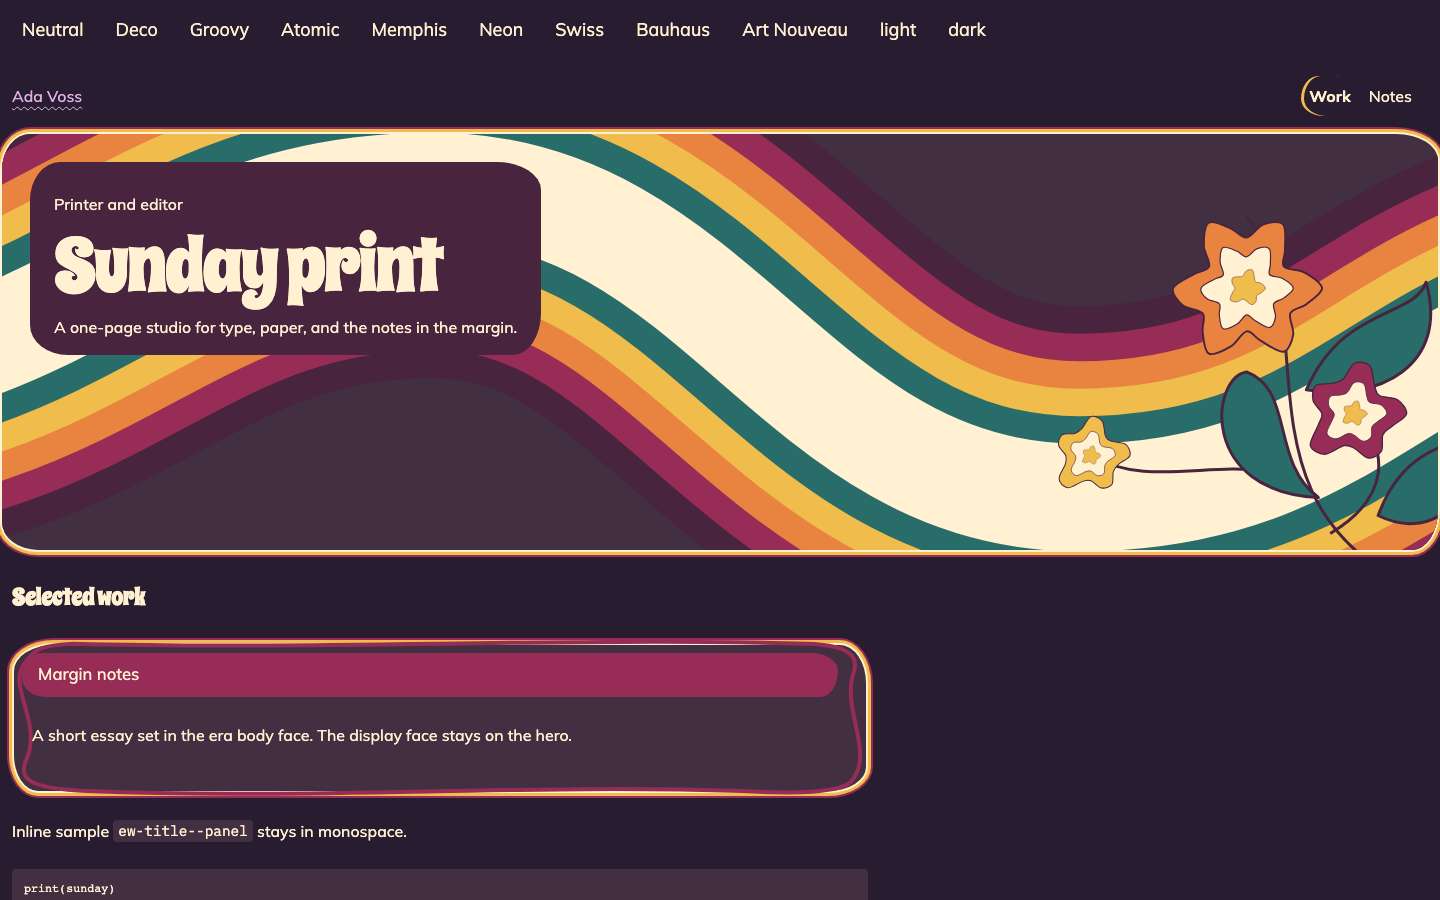 Neutral Deco Groovy Atomic Memphis Neon Swiss Bauhaus Art Nouveau light dark
Ada Voss Work Notes
Printer and editor
Sunday print
A one-page studio for type, paper, and the notes in the margin.
Selected work
Margin notes
A short essay set in the era body face. The display face stays on the hero.
Inline sample ew-title--panel stays in monospace.
print(sunday)